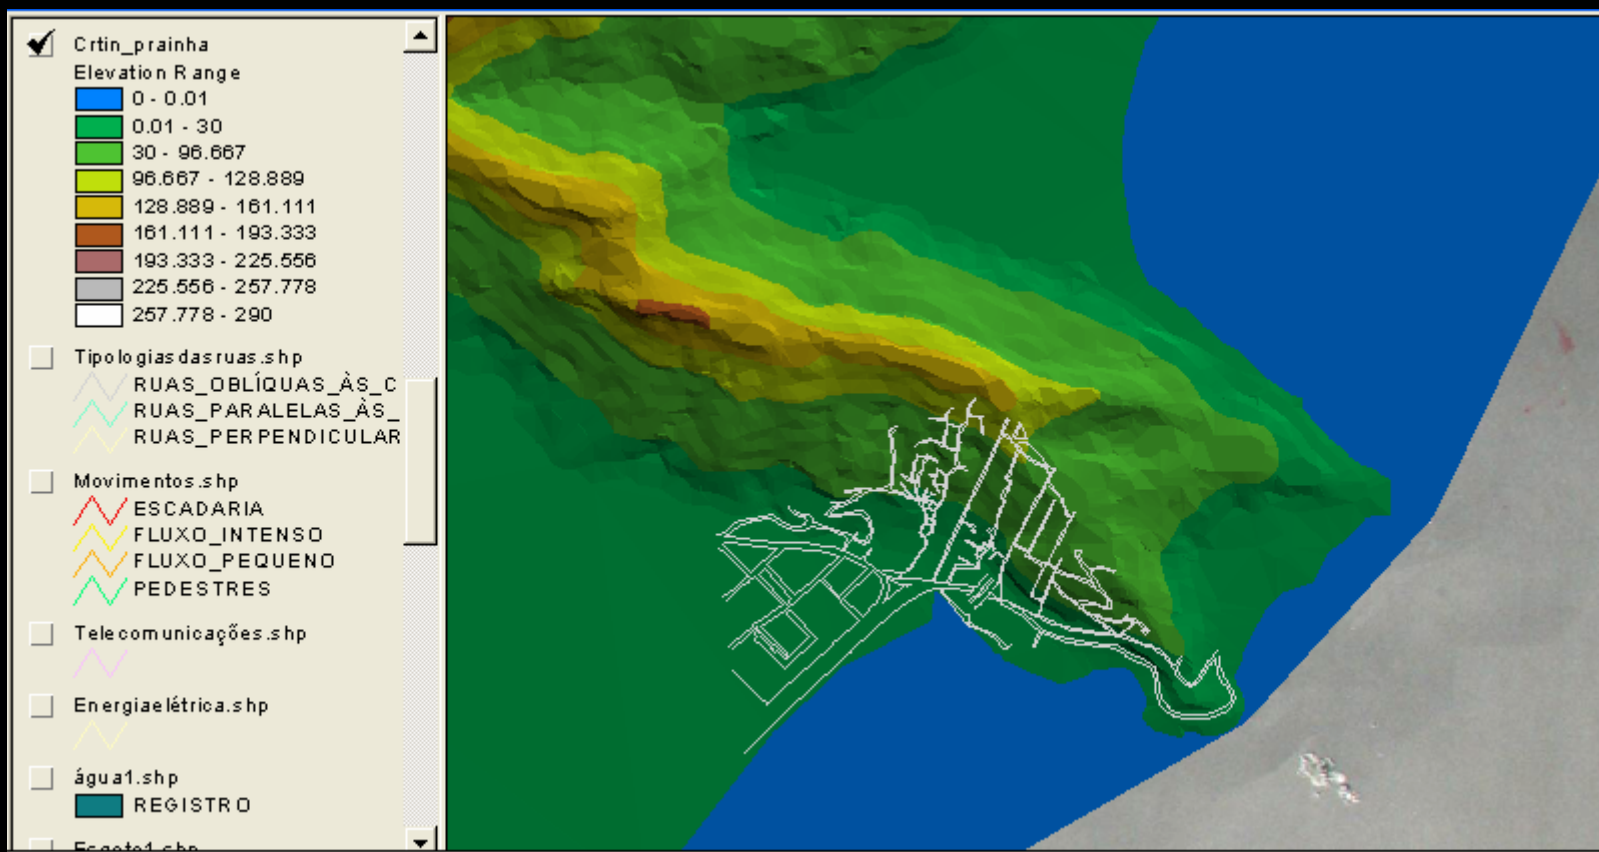 Crtin_prainha
Elevation Range
0 - 0.01
0.01 - 30
30 - 96.667
96.667 - 128.889
128.889 - 161.111
161.111 - 193.333
193.333 - 225.556
225.556 - 257.778
257.778 - 290
Tipologiasdasruas.shp
RUAS_OBLÍQUAS_ÀS_C
RUAS_PARALELAS_ÀS_
RUAS_PERPENDICULAR
Movimentos.shp
ESCADARIA
FLUXO_INTENSO
FLUXO_PEQUENO
PEDESTRES
Telecomunicações.shp
Energiaelétrica.shp
água1.shp
REGISTRO
Esgoto1.shp